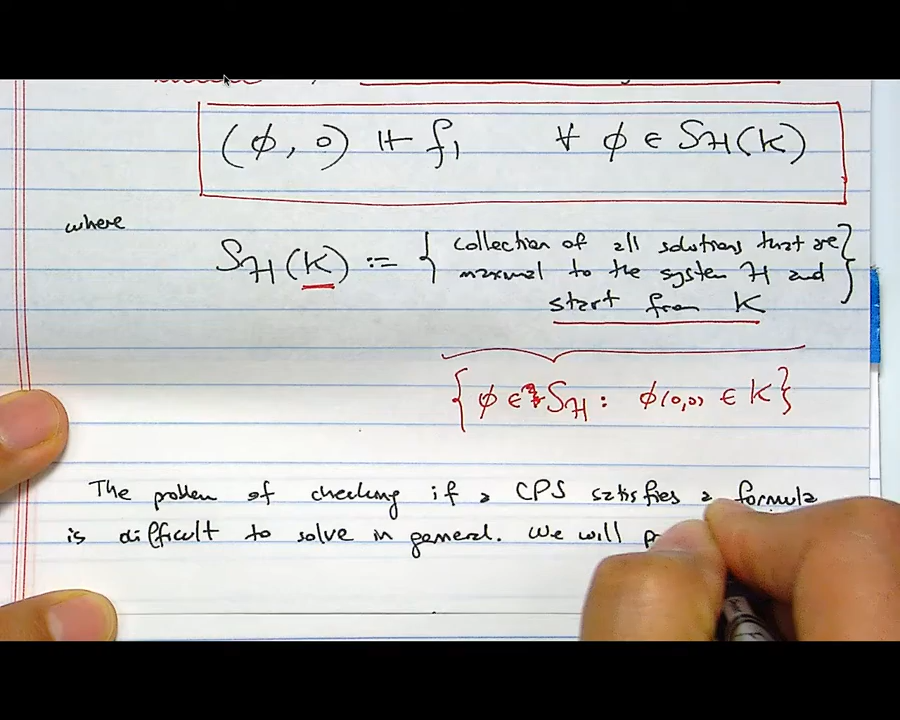 (ϕ, 0) ⊩ f₁ ∀ ϕ ∈ S_H(K)
where
S_H(K) := { collection of all solutions that are
maximal to the system H and
start from K }
{ ϕ ∈ S_H : ϕ(0,0) ∈ K }
The problem of checking if a CPS satisfies a formula
is difficult to solve in general. We will